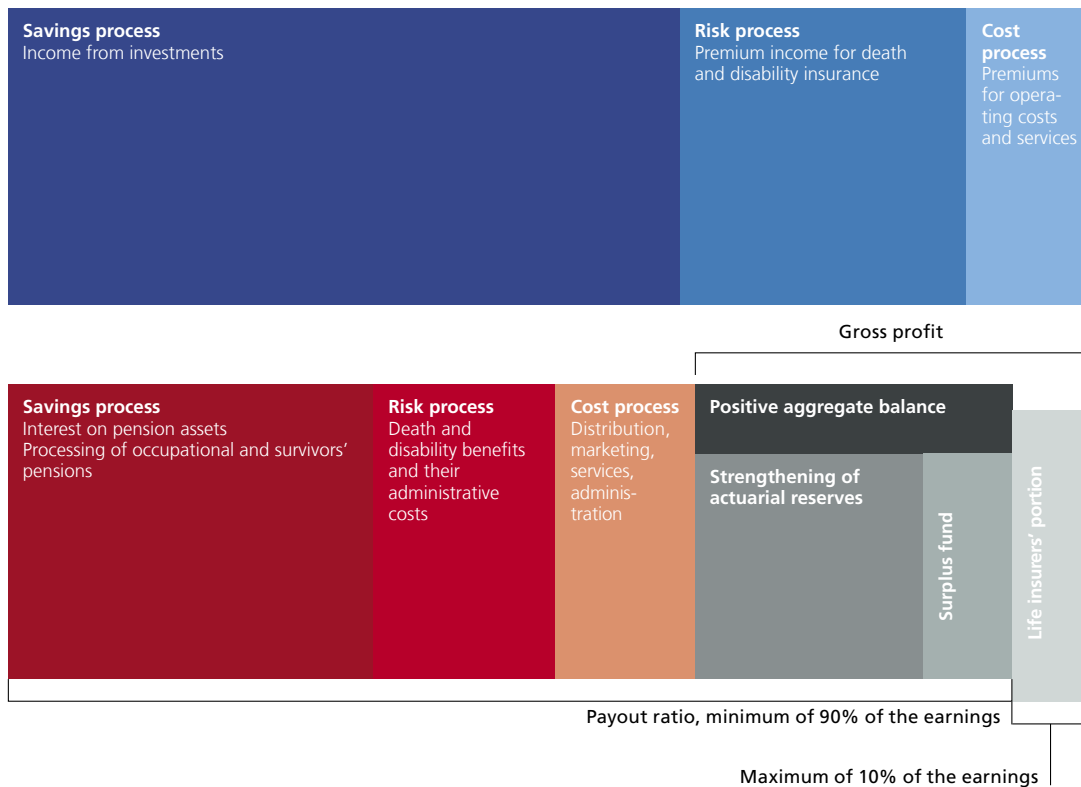 Savings process
Income from investments
Risk process
Premium income for death
and disability insurance
Cost
process
Premiums
for opera-
ting costs
and services
Gross profit
Savings process
Interest on pension assets
Processing of occupational and survivors’
pensions
Risk process
Death and
disability benefits
and their
administrative
costs
Cost process
Distribution,
marketing,
services,
adminis-
tration
Positive aggregate balance
Strengthening of
actuarial reserves
Surplus fund
Life insurers’ portion
Payout ratio, minimum of 90% of the earnings
Maximum of 10% of the earnings